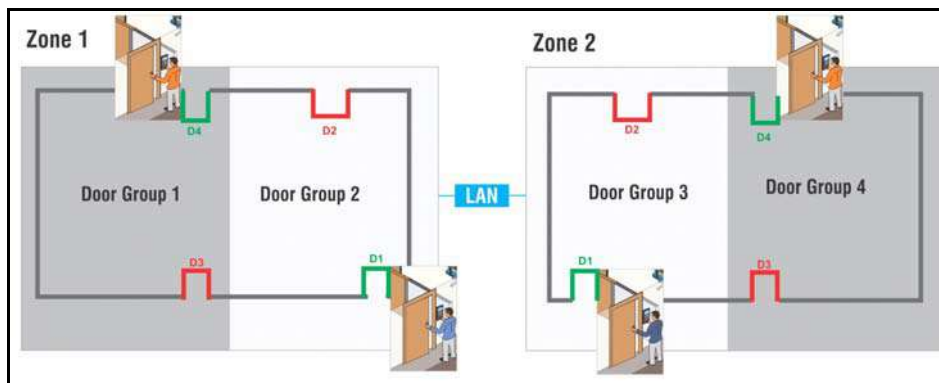 Zone 1
D4
D2
Door Group 1
Door Group 2
D3
D1
LAN
Zone 2
D2
D4
Door Group 3
Door Group 4
D1
D3